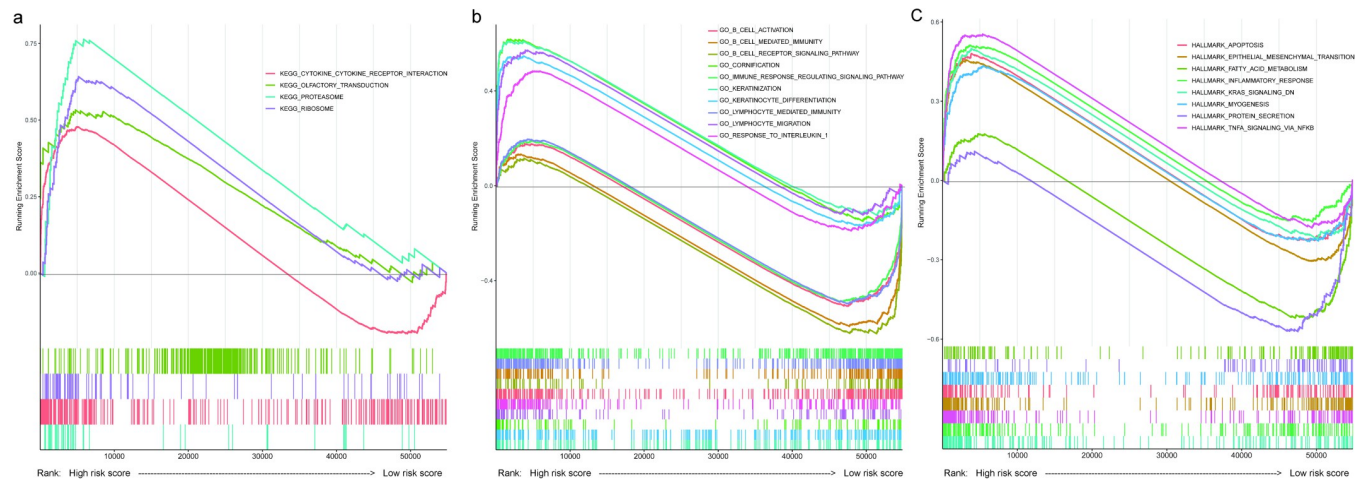 a
Running Enrichment Score
0.75
0.50
0.25
0.00
KEGG_CYTOKINE_CYTOKINE_RECEPTOR_INTERACTION
KEGG_OLFACTORY_TRANSDUCTION
KEGG_PROTEASOME
KEGG_RIBOSOME
10000 20000 30000 40000 50000
Rank: High risk score ----> Low risk score
b
Running Enrichment Score
0.4
0.0
-0.4
GO_B_CELL_ACTIVATION
GO_B_CELL_MEDIATED_IMMUNITY
GO_B_CELL_RECEPTOR_SIGNALING_PATHWAY
GO_CORNIFICATION
GO_IMMUNE_RESPONSE_REGULATING_SIGNALING_PATHWAY
GO_KERATINIZATION
GO_KERATINOCYTE_DIFFERENTIATION
GO_LYMPHOCYTE_MEDIATED_IMMUNITY
GO_LYMPHOCYTE_MIGRATION
GO_RESPONSE_TO_INTERLEUKIN_1
10000 20000 30000 40000 50000
Rank: High risk score ----> Low risk score
C
Running Enrichment Score
0.6
0.3
0.0
-0.3
-0.6
HALLMARK_APOPTOSIS
HALLMARK_EPITHELIAL_MESENCHYMAL_TRANSITION
HALLMARK_FATTY_ACID_METABOLISM
HALLMARK_INFLAMMATORY_RESPONSE
HALLMARK_KRAS_SIGNALING_DN
HALLMARK_MYOGENESIS
HALLMARK_PROTEIN_SECRETION
HALLMARK_TNFA_SIGNALING_VIA_NFKB
10000 20000 30000 40000 50000
Rank: High risk score ----> Low risk score